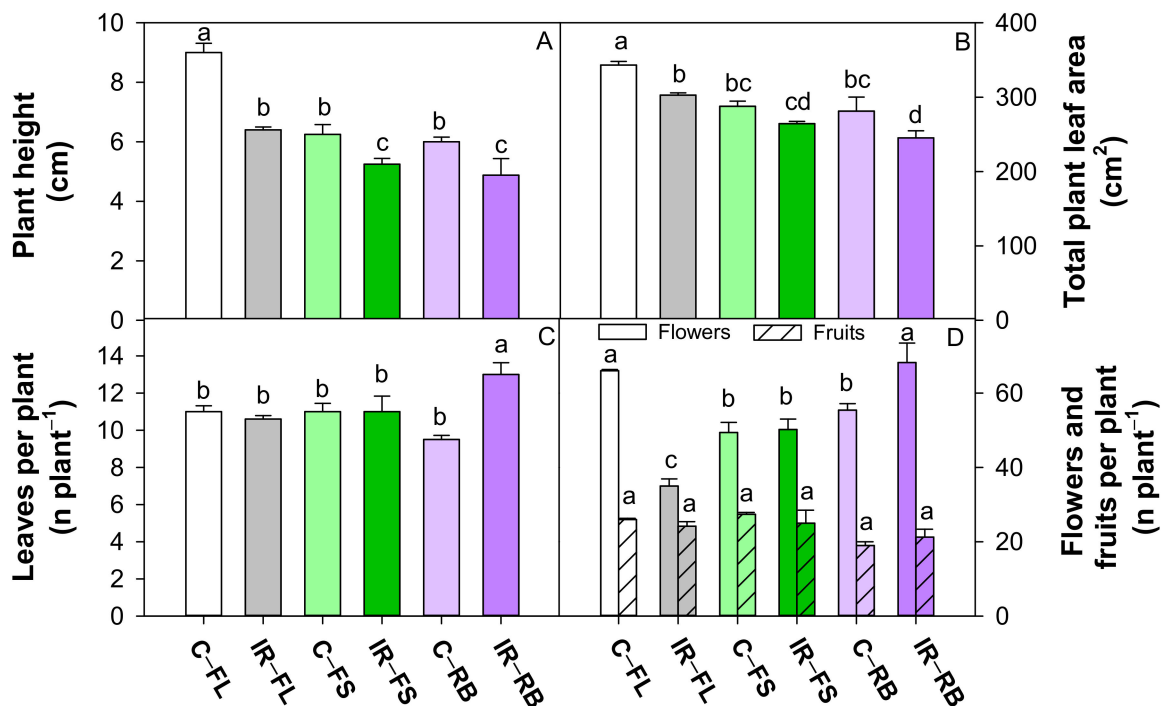 Plant height
(cm)
10
8
6
4
2
0
A
a
b
b
c
b
c
B
a
b
bc
cd
bc
d
400
300
200
100
0
Total plant leaf area
(cm²)
Leaves per plant
(n plant⁻¹)
14
12
10
8
6
4
2
0
C
b
b
b
b
b
a
Flowers
Fruits
D
a
a
c
a
b
a
b
a
b
a
a
a
60
40
20
0
Flowers and
fruits per plant
(n plant⁻¹)
C–FL
IR–FL
C–FS
IR–FS
C–RB
IR–RB
C–FL
IR–FL
C–FS
IR–FS
C–RB
IR–RB